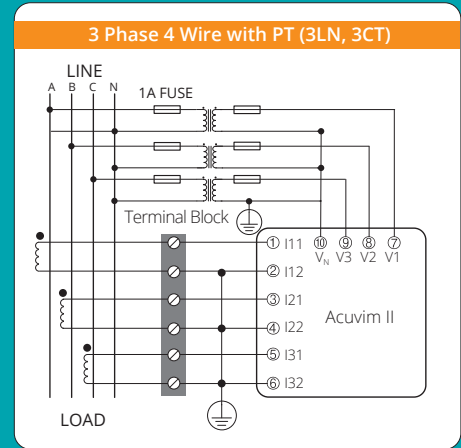 3 Phase 4 Wire with PT (3LN, 3CT)
LINE
A B C N
1A FUSE
Terminal Block
① I11
② I12
③ I21
④ I22
⑤ I31
⑥ I32
⑩ ⑨ ⑧ ⑦
VN V3 V2 V1
Acuvim II
LOAD